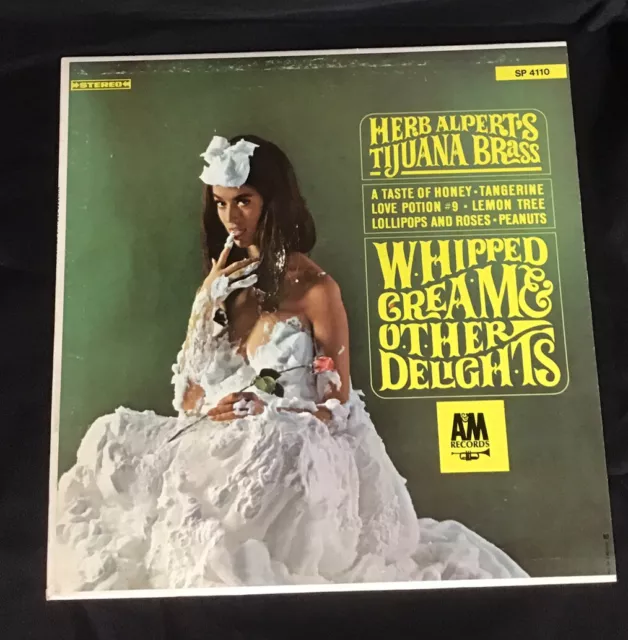 STEREO
SP 4110
HERB ALPERT'S
TIJUANA BRASS
A TASTE OF HONEY • TANGERINE
LOVE POTION #9 • LEMON TREE
LOLLIPOPS AND ROSES • PEANUTS
WHIPPED
CREAM &
OTHER
DELIGHTS
A&M
RECORDS